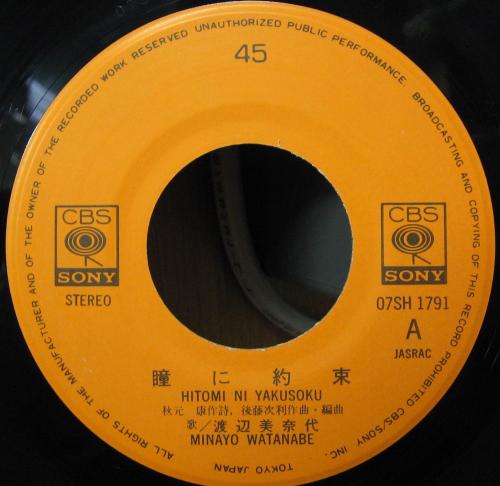 ALL RIGHTS OF THE MANUFACTURER AND OF THE OWNER OF THE RECORDED WORK RESERVED UNAUTHORIZED PUBLIC PERFORMANCE. BROADCASTING AND COPYING OF THIS RECORD PROHIBITED CBS/SONY INC. TOKYO JAPAN
45
CBS
SONY
STEREO
CBS
SONY
07SH 1791
A
JASRAC
瞳に約束
HITOMI NI YAKUSOKU
秋元 康作詩, 後藤次利作曲・編曲
歌／渡辺美奈代
MINAYO WATANABE